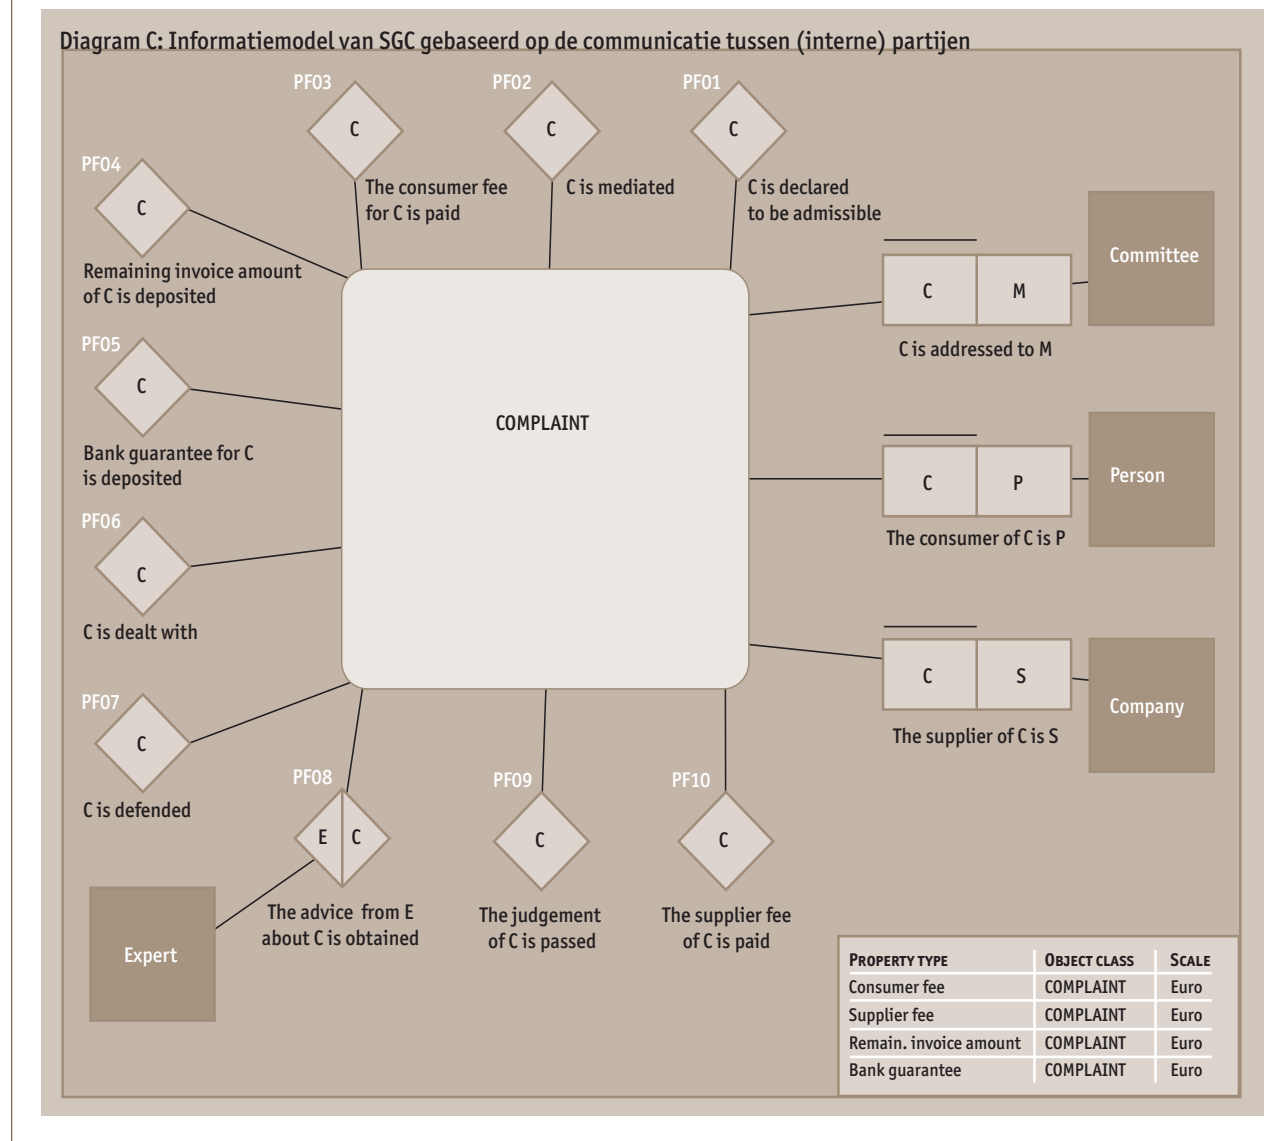 Diagram C: Informatiemodel van SGC gebaseerd op de communicatie tussen (interne) partijen
PF03
C
The consumer fee
for C is paid
PF02
C
C is mediated
PF01
C
C is declared
to be admissible
PF04
C
Remaining invoice amount
of C is deposited
C M
Committee
C is addressed to M
PF05
C
Bank guarantee for C
is deposited
COMPLAINT
C P
Person
The consumer of C is P
PF06
C
C is dealt with
C S
Company
The supplier of C is S
PF07
C
C is defended
PF08
E C
The advice from E
about C is obtained
PF09
C
The judgement
of C is passed
PF10
C
The supplier fee
of C is paid
Expert
PROPERTY TYPE OBJECT CLASS SCALE
Consumer fee COMPLAINT Euro
Supplier fee COMPLAINT Euro
Remain. invoice amount COMPLAINT Euro
Bank guarantee COMPLAINT Euro